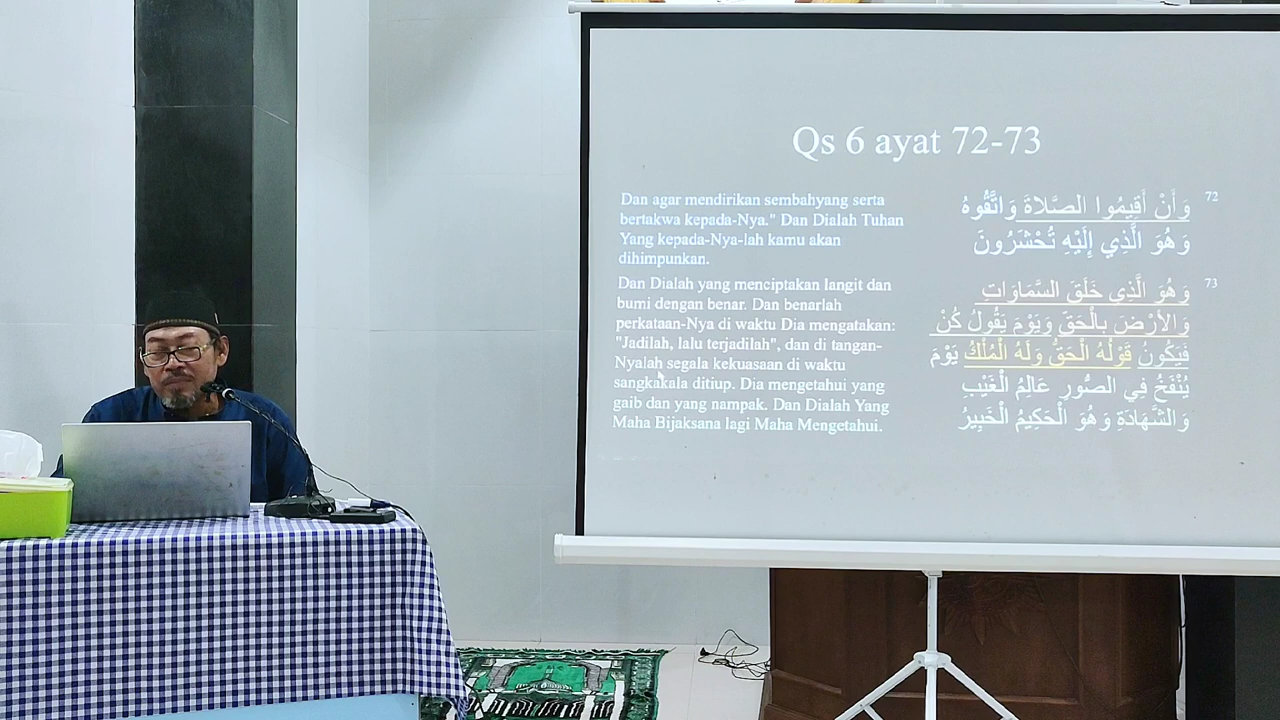 Qs 6 ayat 72-73
Dan agar mendirikan sembahyang serta
bertakwa kepada-Nya." Dan Dialah Tuhan
Yang kepada-Nya-lah kamu akan
dihimpunkan.
72
وَأَنْ أَقِيمُوا الصَّلاةَ وَاتَّقُوهُ
وَهُوَ الَّذِي إِلَيْهِ تُحْشَرُونَ
Dan Dialah yang menciptakan langit dan
bumi dengan benar. Dan benarlah
perkataan-Nya di waktu Dia mengatakan:
"Jadilah, lalu terjadilah", dan di tangan-
Nyalah segala kekuasaan di waktu
sangkakala ditiup. Dia mengetahui yang
gaib dan yang nampak. Dan Dialah Yang
Maha Bijaksana lagi Maha Mengetahui.
73
وَهُوَ الَّذِي خَلَقَ السَّمَاوَاتِ
وَالأرْضَ بِالْحَقِّ وَيَوْمَ يَقُولُ كُنْ
فَيَكُونُ قَوْلُهُ الْحَقُّ وَلَهُ الْمُلْكُ يَوْمَ
يُنْفَخُ فِي الصُّورِ عَالِمُ الْغَيْبِ
وَالشَّهَادَةِ وَهُوَ الْحَكِيمُ الْخَبِيرُ